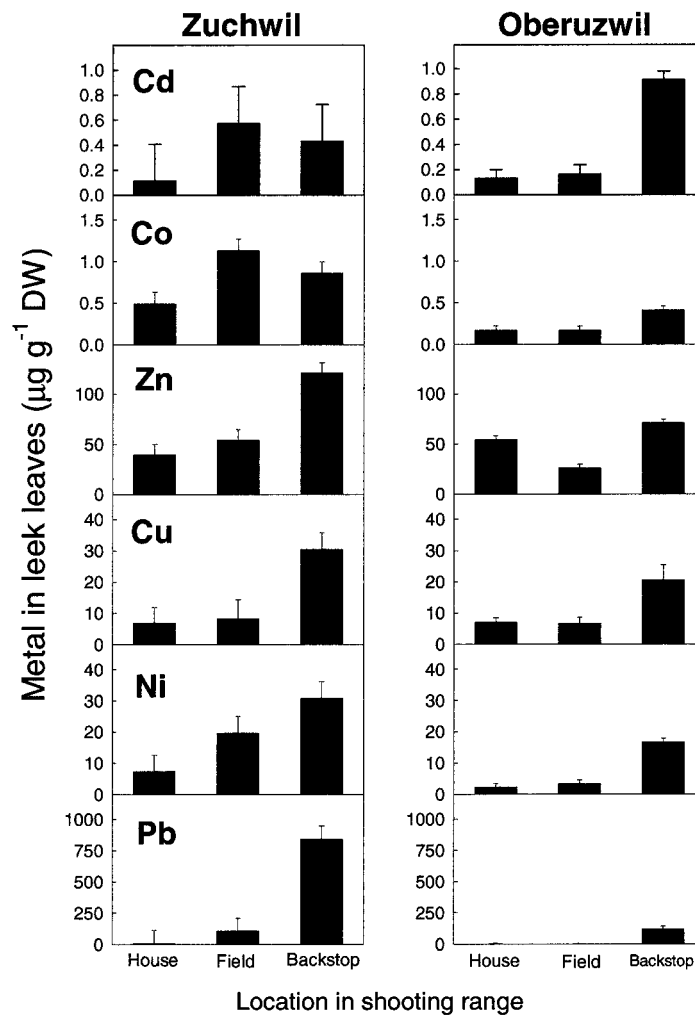 Zuchwil Oberuzwil
Metal in leek leaves (µg g⁻¹ DW)
Cd
1.0 1.0
0.8 0.8
0.6 0.6
0.4 0.4
0.2 0.2
0.0 0.0
Co
1.5 1.5
1.0 1.0
0.5 0.5
0.0 0.0
Zn
100 100
50 50
0 0
Cu
40 40
30 30
20 20
10 10
0 0
Ni
40 40
30 30
20 20
10 10
0 0
Pb
1000 1000
750 750
500 500
250 250
0 0
House Field Backstop House Field Backstop
Location in shooting range